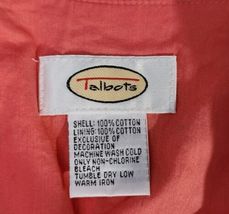 Talbots
SHELL: 100% COTTON
LINING: 100% COTTON
EXCLUSIVE OF
DECORATION
MACHINE WASH COLD
ONLY NON-CHLORINE
BLEACH
TUMBLE DRY LOW
WARM IRON